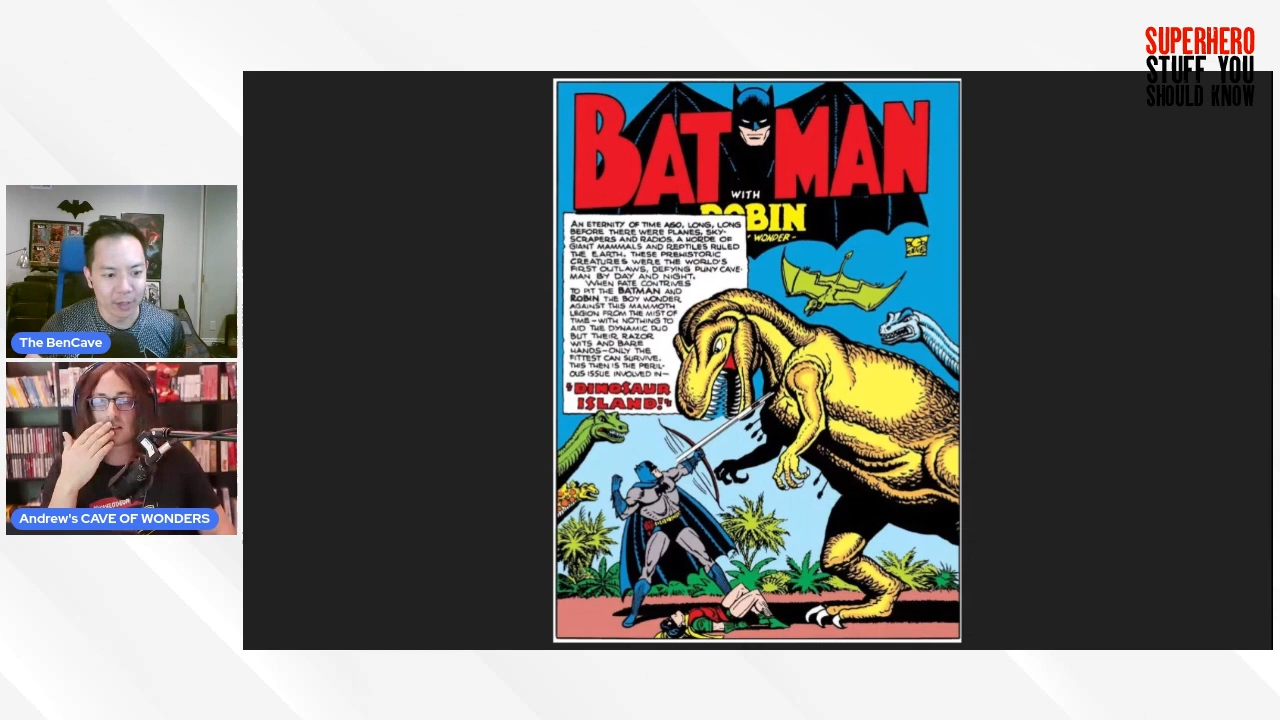 SUPERHERO
STUFF YOU
SHOULD KNOW
BATMAN
WITH
ROBIN
- WONDER -
AN ETERNITY OF TIME AGO, LONG, LONG
BEFORE THERE WERE PLANES, SKY-
SCRAPERS AND RADIOS, A HORDE OF
GIANT MAMMALS AND REPTILES RULED
THE EARTH. THESE PREHISTORIC
CREATURES WERE THE WORLD'S
FIRST OUTLAWS, DEFYING PUNY CAVE-
MAN BY DAY AND NIGHT.
WHEN FATE CONTRIVES
TO PIT THE BATMAN AND
ROBIN THE BOY WONDER
AGAINST THIS MAMMOTH
LEGION FROM THE MIST OF
TIME—WITH NOTHING TO
AID THE DYNAMIC DUO
BUT THEIR RAZOR
WITS AND BARE
HANDS—ONLY THE
FITTEST CAN SURVIVE.
THIS THEN IS THE PERIL-
OUS ISSUE INVOLVED IN—
"DINOSAUR
ISLAND!"
The BenCave
Andrew's CAVE OF WONDERS